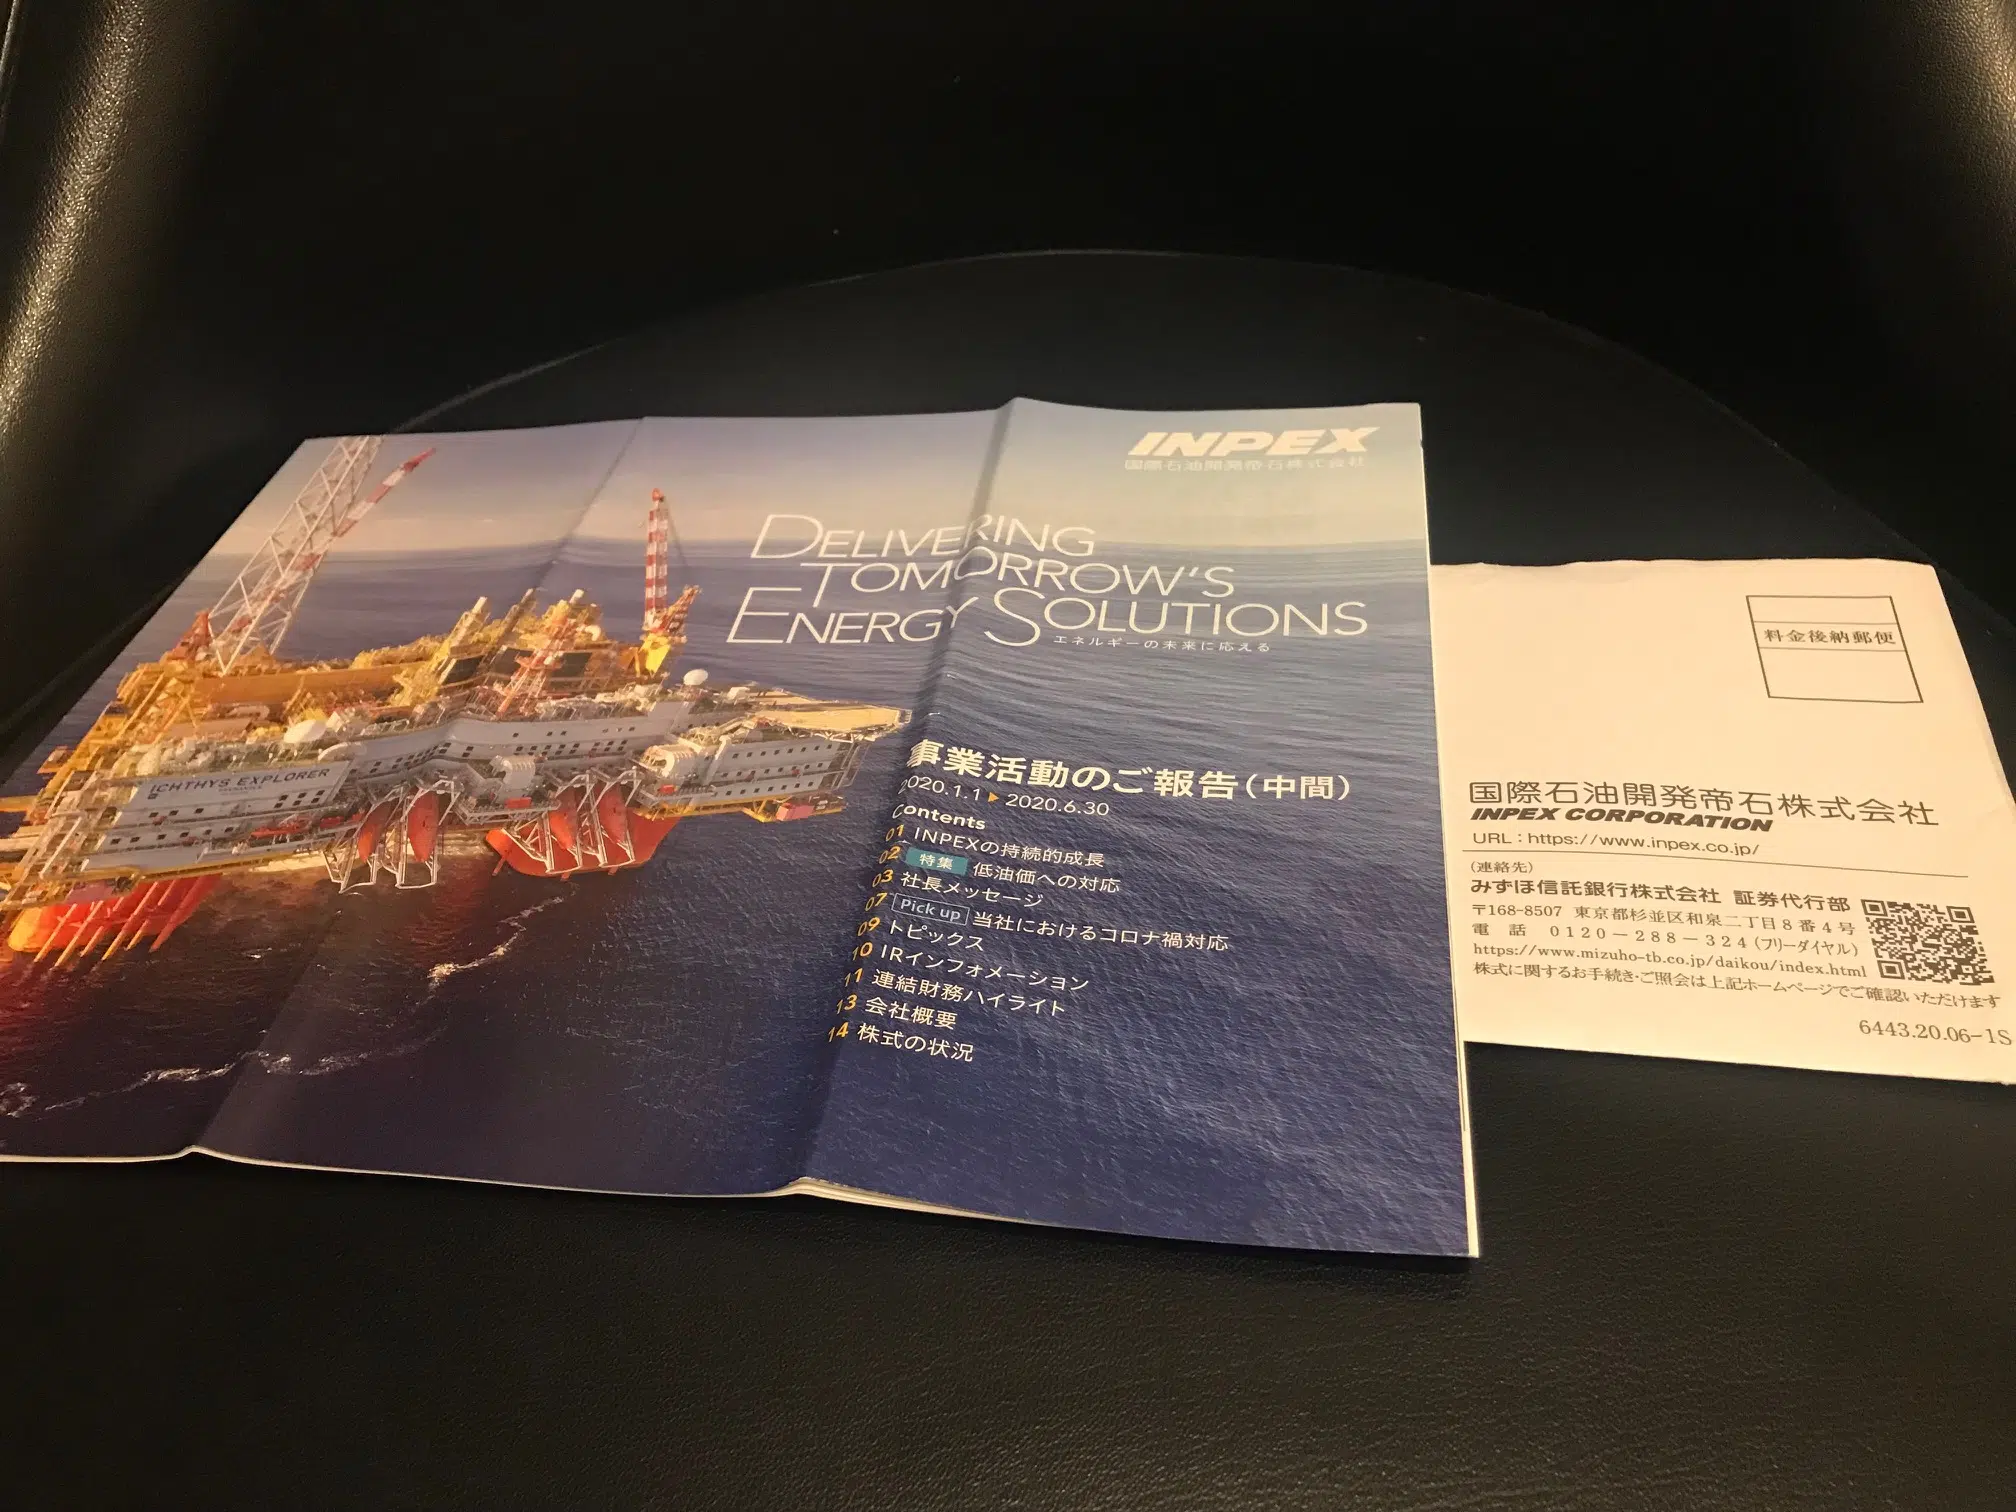 INPEX
国際石油開発帝石株式会社
DELIVERING
TOMORROW'S
ENERGY SOLUTIONS
エネルギーの未来に応える
ICHTHYS EXPLORER
事業活動のご報告(中間)
2020.1.1▶2020.6.30
Contents
01 INPEXの持続的成長
02 特集 低油価への対応
03 社長メッセージ
07 Pick up 当社におけるコロナ禍対応
09 トピックス
10 IRインフォメーション
11 連結財務ハイライト
13 会社概要
14 株式の状況
料金後納郵便
国際石油開発帝石株式会社
INPEX CORPORATION
URL:https://www.inpex.co.jp/
(連絡先)
みずほ信託銀行株式会社 証券代行部
〒168-8507 東京都杉並区和泉二丁目8番4号
電 話 0120-288-324(フリーダイヤル)
https://www.mizuho-tb.co.jp/daikou/index.html
株式に関するお手続き・ご照会は上記ホームページでご確認いただけます
6443.20.06-1S